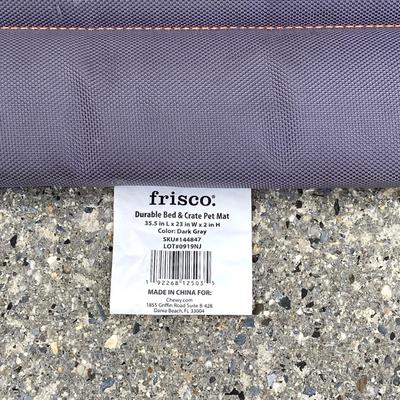 frisco.
Durable Bed & Crate Pet Mat
35.5 in L x 23 in W x 2 in H
Color: Dark Gray
SKU#144847
LOT#0919NJ
1 92268 12503 5
MADE IN CHINA FOR:
Chewy.com
1855 Griffin Road Suite B-428
Dania Beach, FL 33004